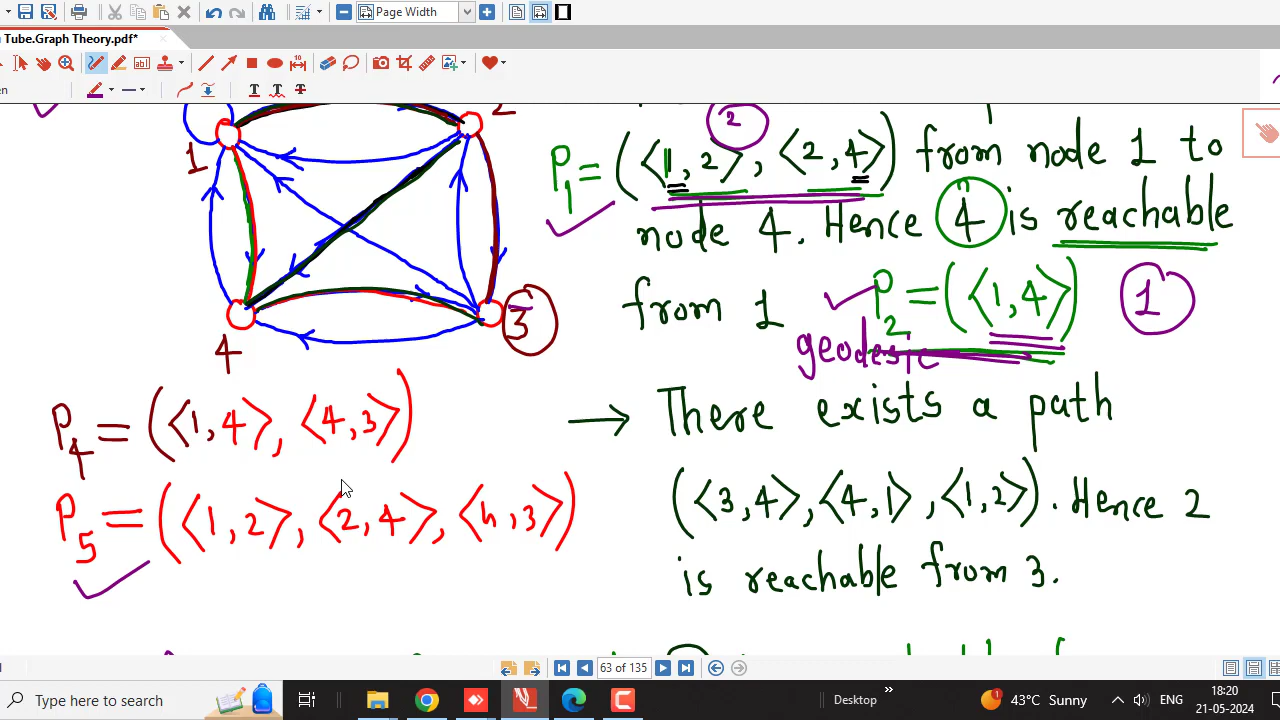 Page Width
Tube.Graph Theory.pdf*
2
1
2
3
4
P1 = (⟨1,2⟩, ⟨2,4⟩) from node 1 to
node 4. Hence 4 is reachable
from 1
P2 = (⟨1,4⟩) 1
geodesic
P4 = (⟨1,4⟩, ⟨4,3⟩)
P5 = (⟨1,2⟩, ⟨2,4⟩, ⟨4,3⟩)
→ There exists a path
(⟨3,4⟩, ⟨4,1⟩, ⟨1,2⟩). Hence 2
is reachable from 3.
63 of 135
Type here to search
Desktop
43°C Sunny
ENG
18:20
21-05-2024